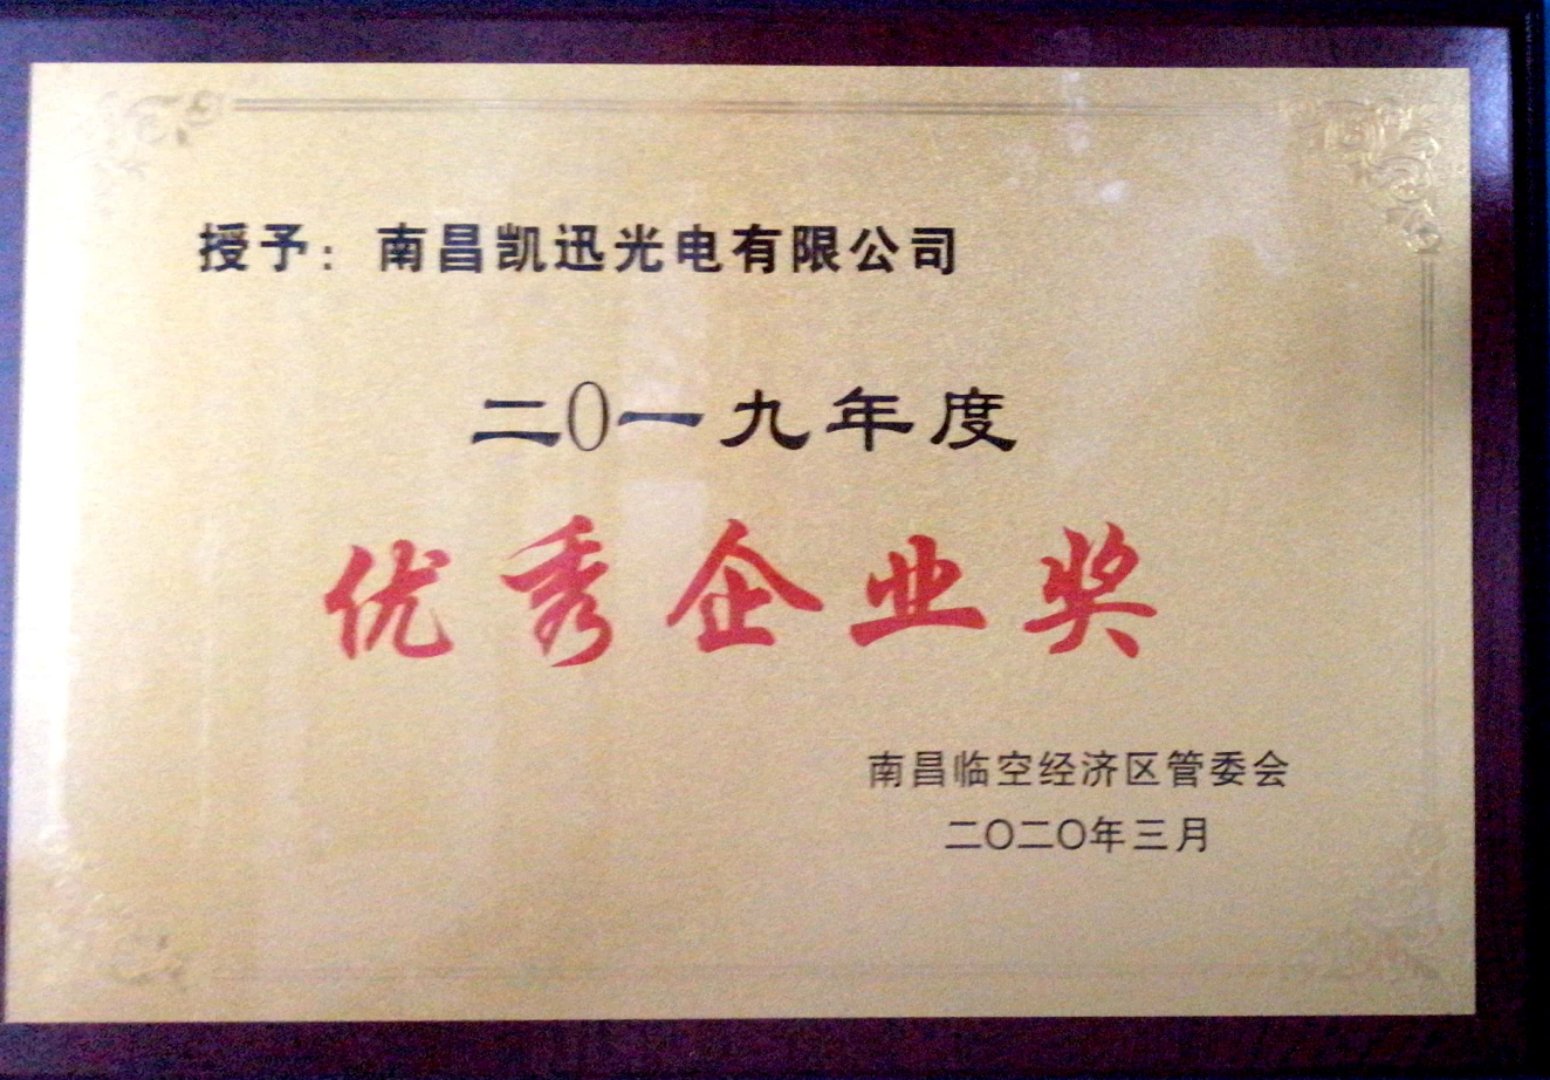 授予：南昌凯迅光电有限公司
二0一九年度
优秀企业奖
南昌临空经济区管委会
二〇二〇年三月